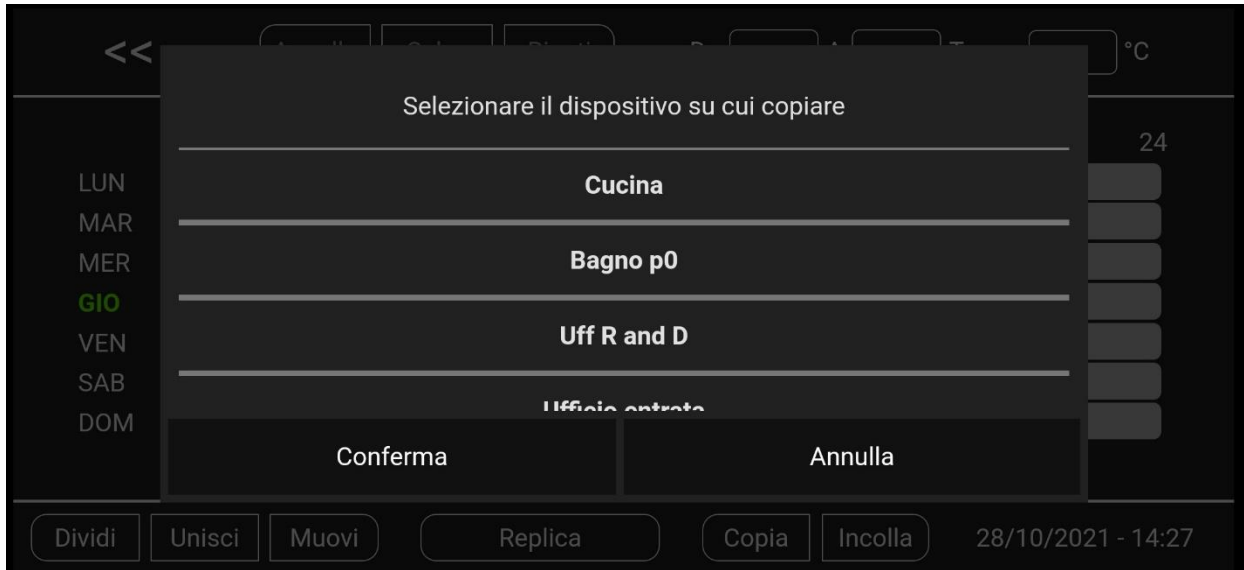 << °C
Selezionare il dispositivo su cui copiare
24
LUN Cucina
MAR
MER Bagno p0
GIO
VEN Uff R and D
SAB
DOM
Conferma Annulla
Dividi Unisci Muovi Replica Copia Incolla 28/10/2021 - 14:27